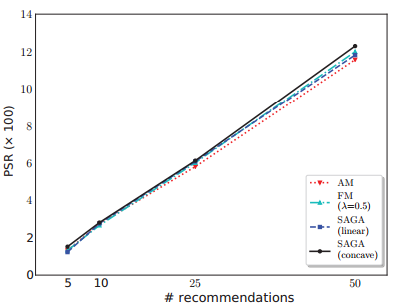 14
12
10
8
6
4
2
0
PSR (× 100)
5 10 25 50
# recommendations
AM
FM
(λ=0.5)
SAGA
(linear)
SAGA
(concave)